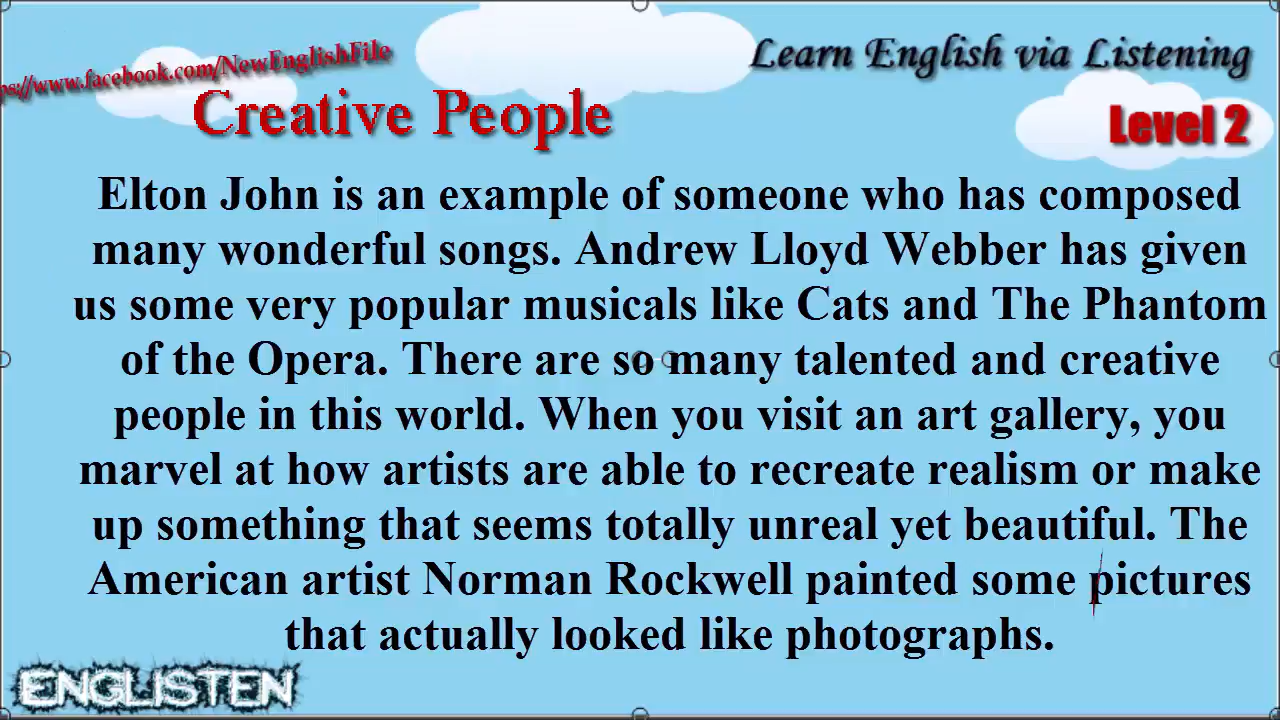 Learn English via Listening
ps://www.facebook.com/NewEnglishFile
Creative People
Level 2
Elton John is an example of someone who has composed
many wonderful songs. Andrew Lloyd Webber has given
us some very popular musicals like Cats and The Phantom
of the Opera. There are so many talented and creative
people in this world. When you visit an art gallery, you
marvel at how artists are able to recreate realism or make
up something that seems totally unreal yet beautiful. The
American artist Norman Rockwell painted some pictures
that actually looked like photographs.
ENGLISTEN